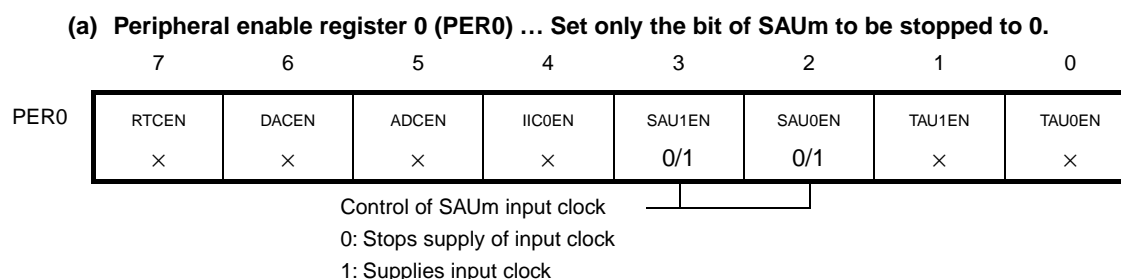 (a) Peripheral enable register 0 (PER0) … Set only the bit of SAUm to be stopped to 0.
7 6 5 4 3 2 1 0
PER0 RTCEN DACEN ADCEN IIC0EN SAU1EN SAU0EN TAU1EN TAU0EN
× × × × 0/1 0/1 × ×
Control of SAUm input clock
0: Stops supply of input clock
1: Supplies input clock